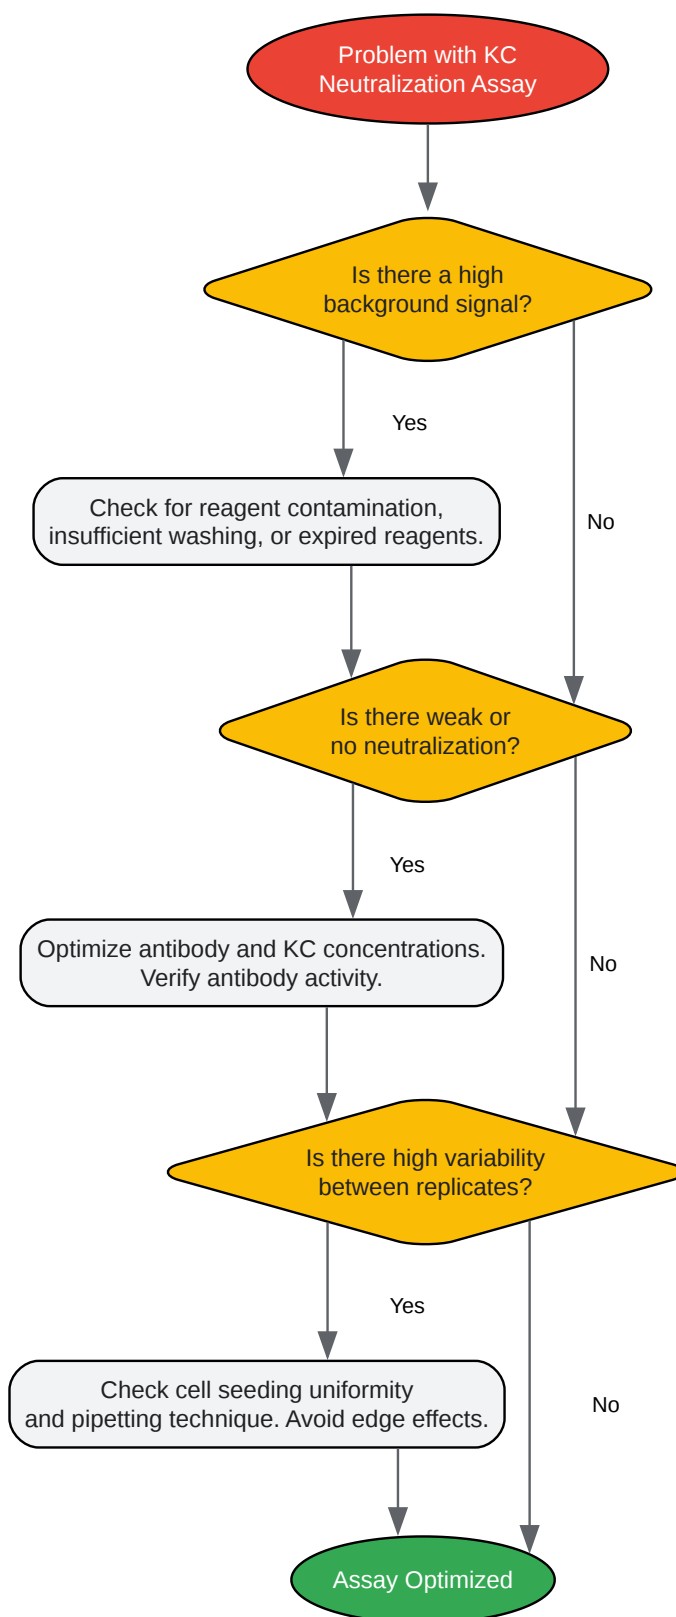 Problem with KC
Neutralization Assay
Is there a high
background signal?
Yes
Check for reagent contamination,
insufficient washing, or expired reagents.
No
Is there weak or
no neutralization?
Yes
Optimize antibody and KC concentrations.
Verify antibody activity.
No
Is there high variability
between replicates?
Yes
Check cell seeding uniformity
and pipetting technique. Avoid edge effects.
No
Assay Optimized